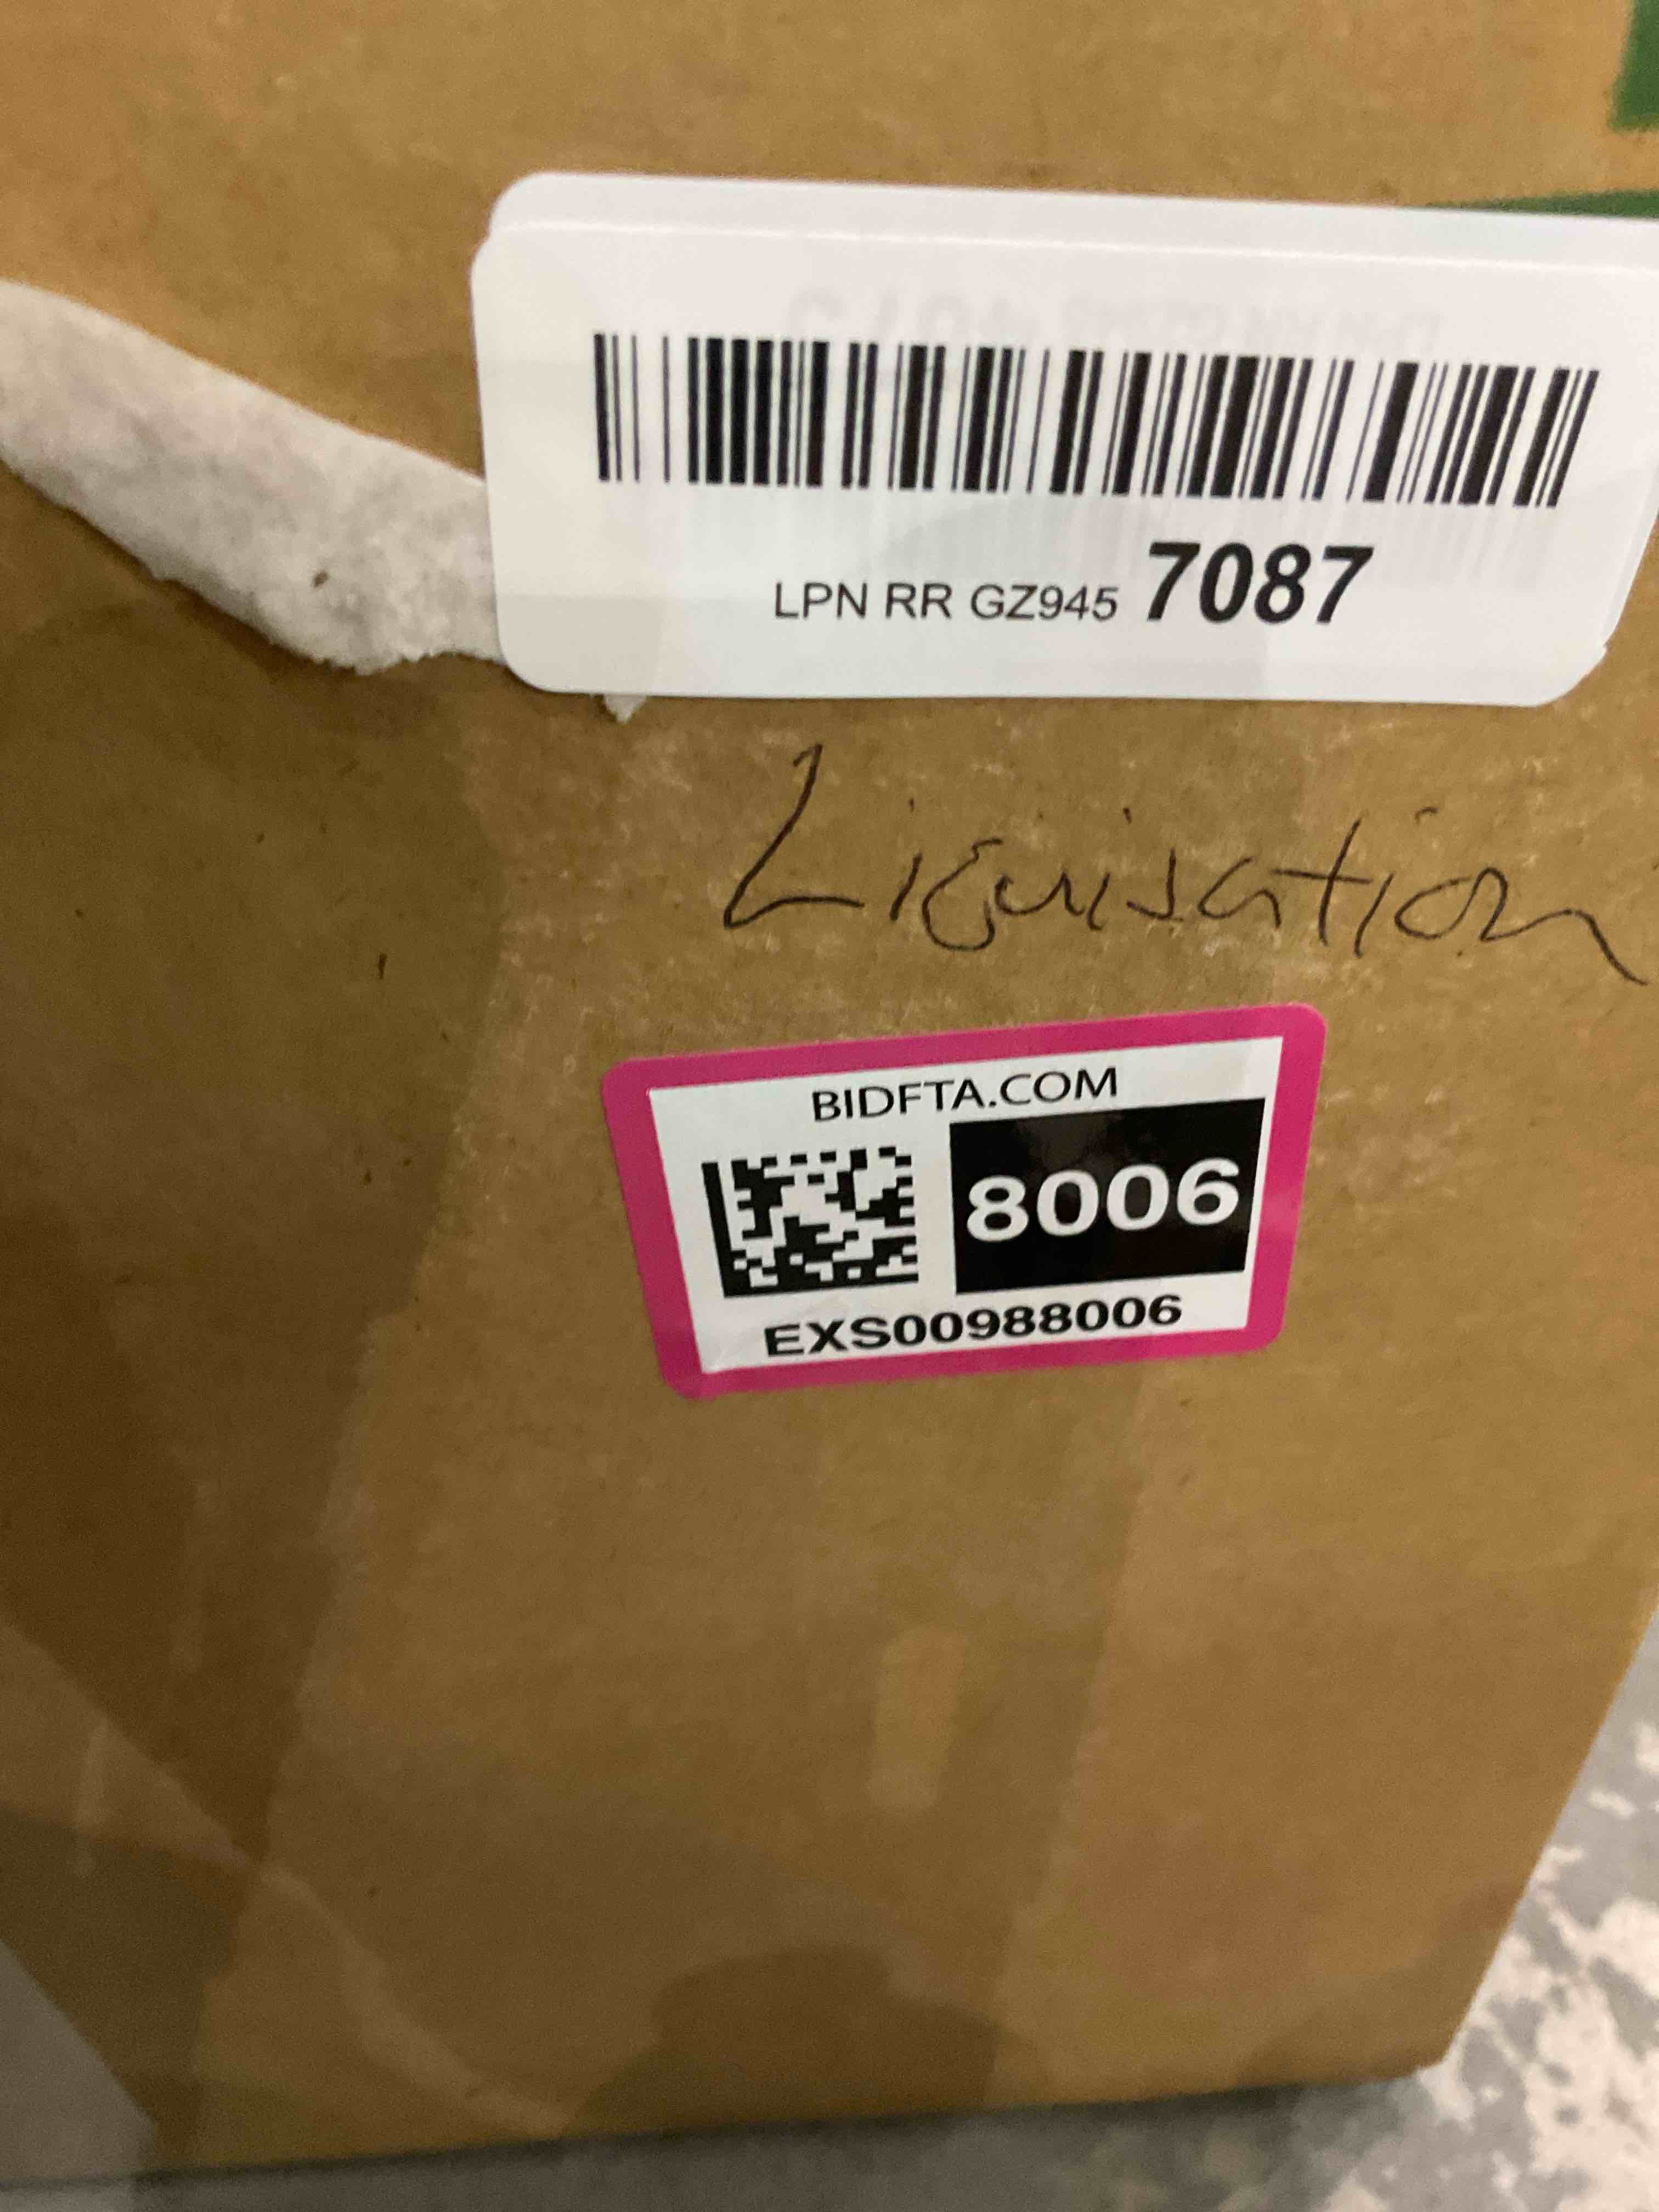 LPN RR GZ945 7087
Liquisation
BIDFTA.COM
8006
EXS00988006